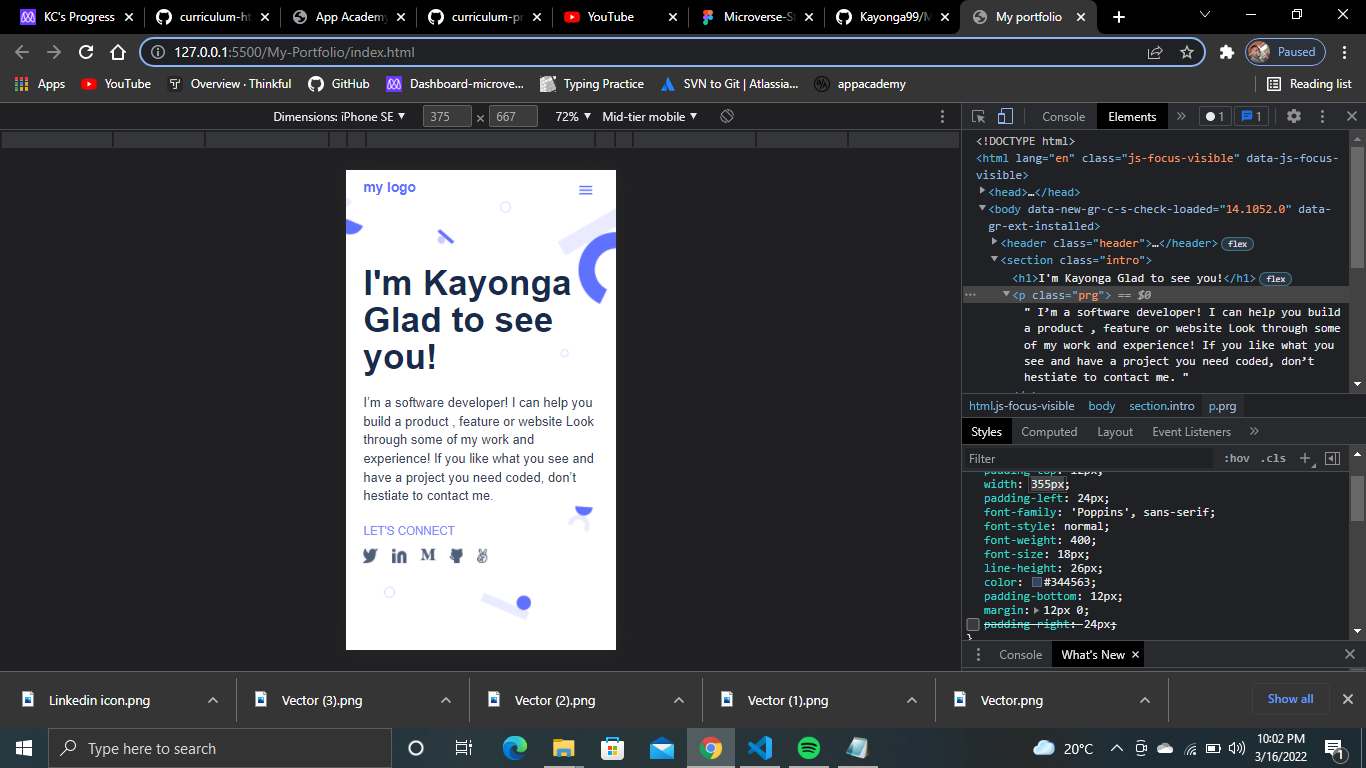 KC's Progress
curriculum-ht
App Academy
curriculum-pr
YouTube
Microverse-St
Kayonga99/M
My portfolio
127.0.0.1:5500/My-Portfolio/index.html
Paused
Apps
YouTube
Overview · Thinkful
GitHub
Dashboard-microve...
Typing Practice
SVN to Git | Atlassia...
appacademy
Reading list
Dimensions: iPhone SE
375 × 667
72%
Mid-tier mobile
Console
Elements
1
1
my logo
I'm Kayonga
Glad to see
you!
I'm a software developer! I can help you
build a product , feature or website Look
through some of my work and
experience! If you like what you see and
have a project you need coded, don't
hestiate to contact me.
LET'S CONNECT
<!DOCTYPE html>
<html lang="en" class="js-focus-visible" data-js-focus-
visible>
<head>…</head>
<body data-new-gr-c-s-check-loaded="14.1052.0" data-
gr-ext-installed>
<header class="header">…</header> flex
<section class="intro">
<h1>I'm Kayonga Glad to see you!</h1> flex
<p class="prg"> == $0
" I’m a software developer! I can help you build
a product , feature or website Look through some
of my work and experience! If you like what you
see and have a project you need coded, don’t
hestiate to contact me. "
html.js-focus-visible body section.intro p.prg
Styles Computed Layout Event Listeners
Filter
:hov .cls
padding-top: 12px;
width: 355px;
padding-left: 24px;
font-family: 'Poppins', sans-serif;
font-style: normal;
font-weight: 400;
font-size: 18px;
line-height: 26px;
color: #344563;
padding-bottom: 12px;
margin: 12px 0;
padding-right: 24px;
}
Console What's New
Linkedin icon.png
Vector (3).png
Vector (2).png
Vector (1).png
Vector.png
Show all
Type here to search
20°C
10:02 PM
3/16/2022
1